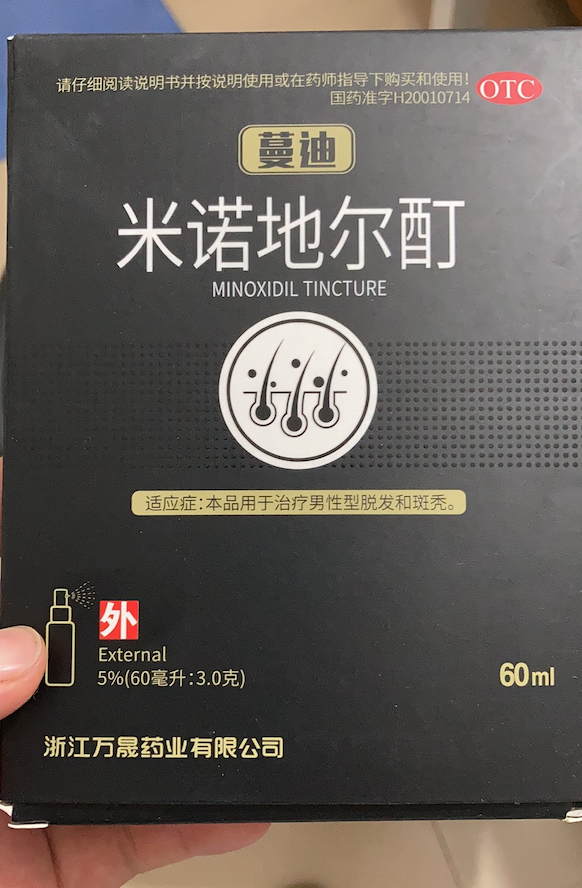 请仔细阅读说明书并按说明使用或在药师指导下购买和使用!
国药准字H20010714
OTC
蔓迪
米诺地尔酊
MINOXIDIL TINCTURE
适应症:本品用于治疗男性型脱发和斑秃。
外
External
5%(60毫升:3.0克)
60ml
浙江万晟药业有限公司